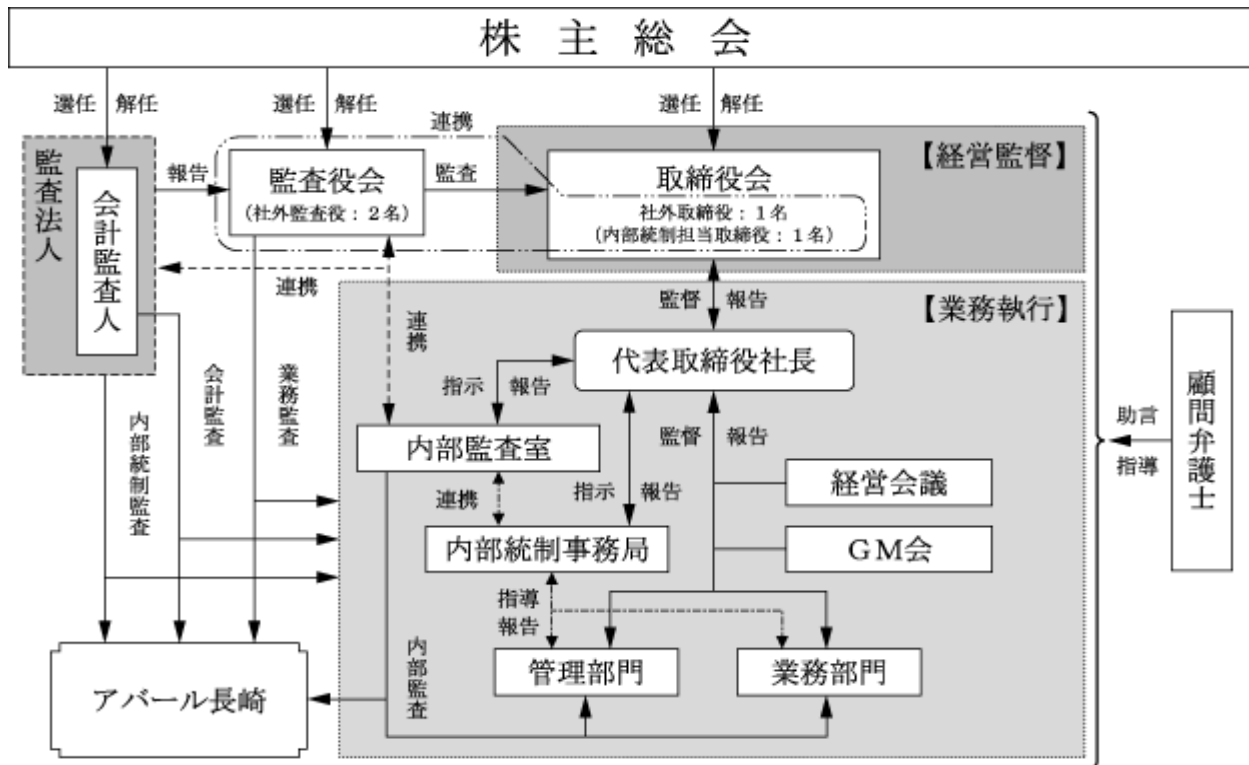 株主総会
選任 解任
選任 解任
選任 解任
連携
【経営監督】
監査法人
会計監査人
報告
監査役会
(社外監査役：2名)
監査
取締役会
社外取締役：1名
(内部統制担当取締役：1名)
連携
連携
監督 報告
【業務執行】
代表取締役社長
指示 報告
内部監査室
監督 報告
指示 報告
連携
内部統制事務局
経営会議
GM会
指導
報告
管理部門
業務部門
内部統制監査
会計監査
業務監査
内部監査
アバール長崎
助言
指導
顧問弁護士